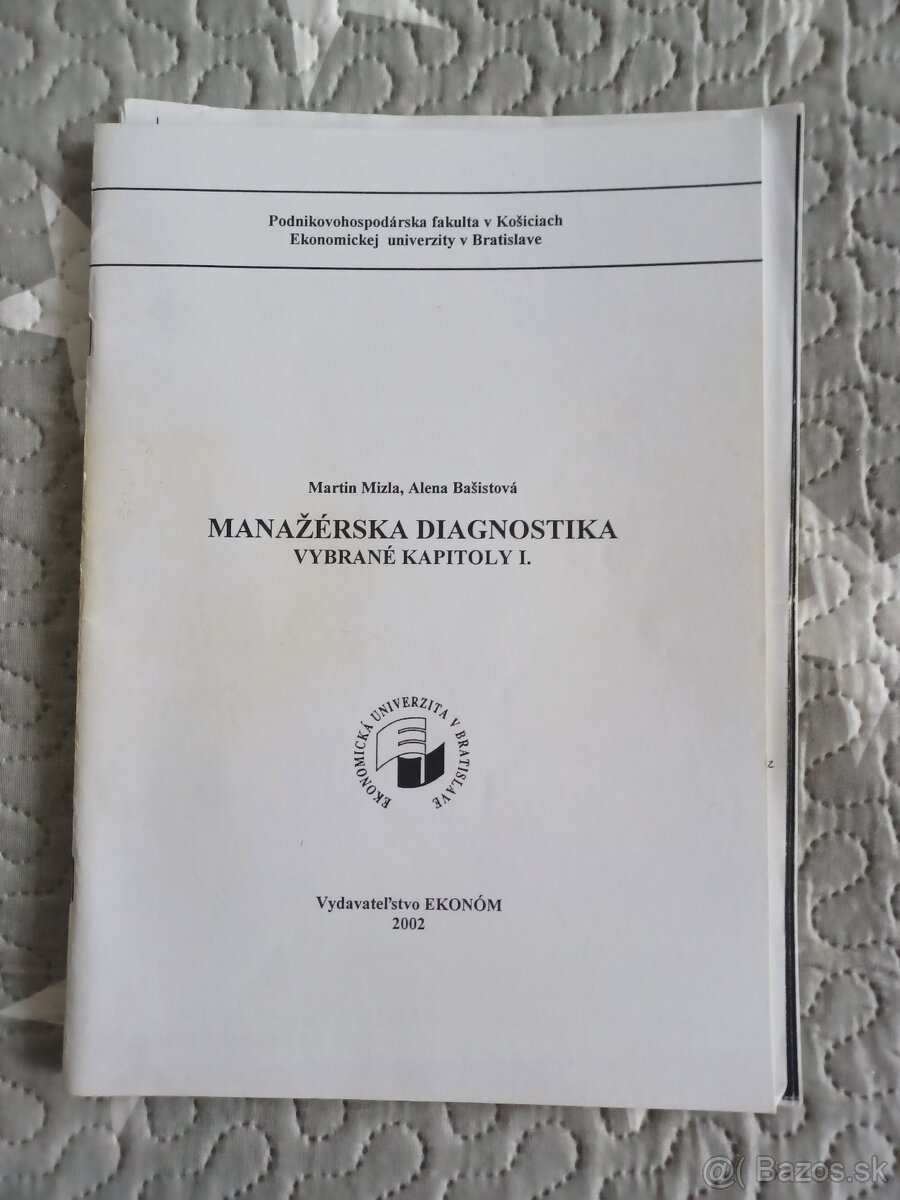 Podnikovohospodárska fakulta v Košiciach
Ekonomickej univerzity v Bratislave
Martin Mizla, Alena Bašistová
MANAŽÉRSKA DIAGNOSTIKA
VYBRANÉ KAPITOLY I.
EKONOMICKÁ UNIVERZITA V BRATISLAVE
Vydavateľstvo EKONÓM
2002
z
@( Bazos.sk